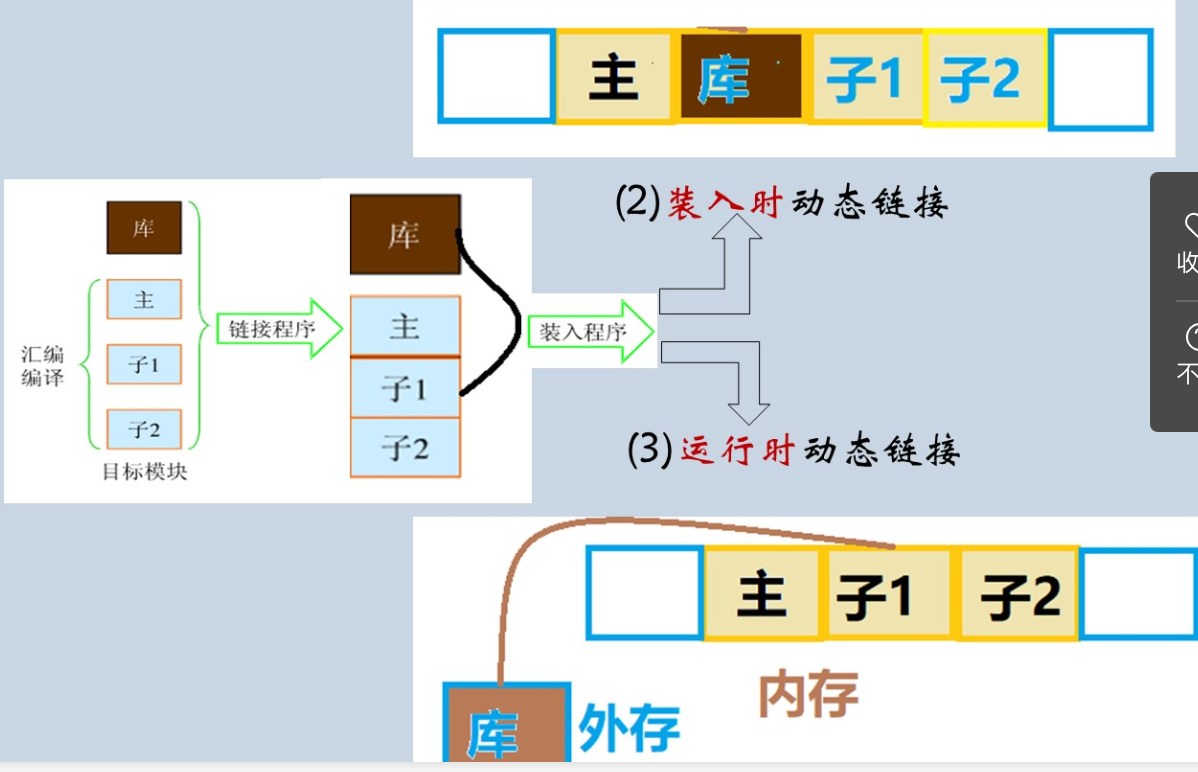 主 库 子1 子2
(2)装入时动态链接
库
主
子1
子2
汇编
编译
目标模块
链接程序
库
主
子1
子2
装入程序
(3)运行时动态链接
主 子1 子2
内存
库 外存
收
不